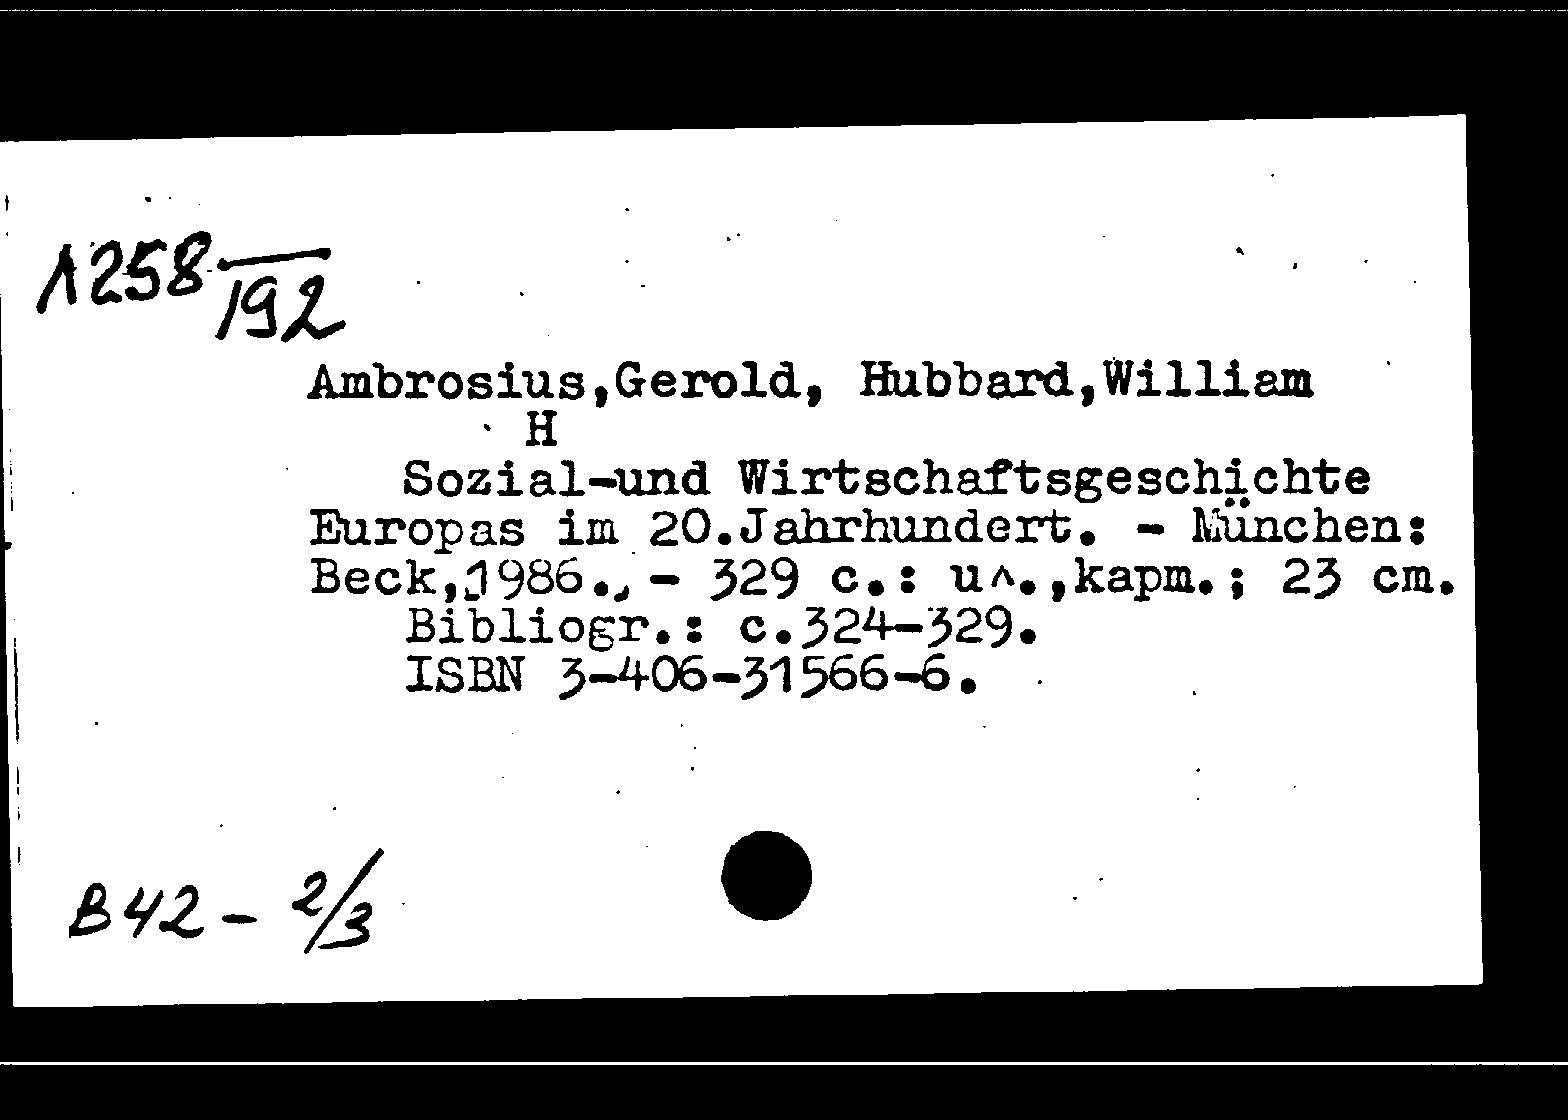 Л258/192
Ambrosius,Gerold, Hubbard,William
H
Sozial-und Wirtschaftsgeschichte
Europas im 20.Jahrhundert. - München:
Beck,1986., - 329 c.: u^.,kapm.; 23 cm.
Bibliogr.: c.324-329.
ISBN 3-406-31566-6.
B42 - 2/3